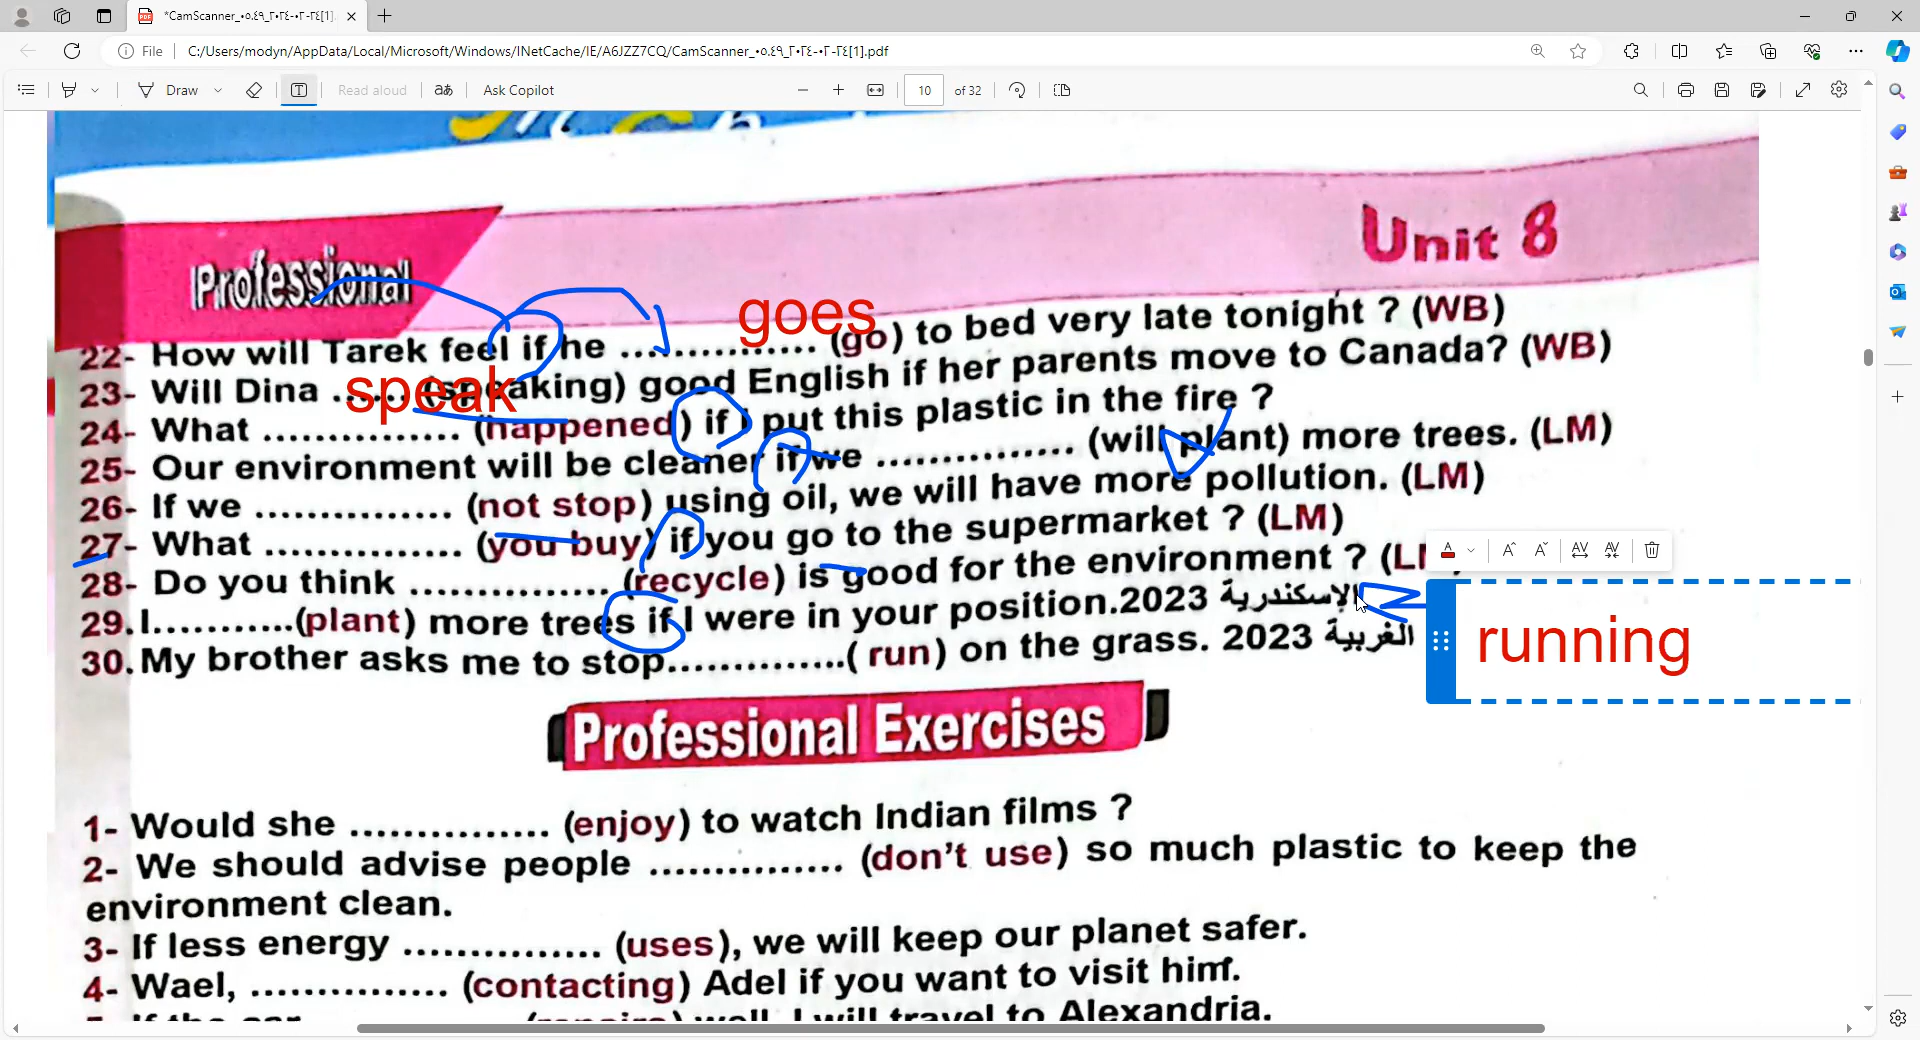 *CamScanner_٠٥.٤٩_٢٠٢٤-٠٢-٢٤[1].
File
C:/Users/modyn/AppData/Local/Microsoft/Windows/INetCache/IE/A6JZZ7CQ/CamScanner_٠٥.٤٩_٢٠٢٤-٠٢-٢٤[1].pdf
Draw
Read aloud
aあ
Ask Copilot
10 of 32
Unit 8
Professional
goes
22- How will Tarek feel if he ................ (go) to bed very late tonight ? (WB)
speak
23- Will Dina ...... (speaking) good English if her parents move to Canada? (WB)
24- What ................ (happened) if I put this plastic in the fire ?
25- Our environment will be cleaner if we ................ (will plant) more trees. (LM)
26- If we ................ (not stop) using oil, we will have more pollution. (LM)
27- What ................ (you buy) if you go to the supermarket ? (LM)
28- Do you think ................ (recycle) is good for the environment ? (L
29. I............(plant) more trees if I were in your position.2023 الإسكندرية
30. My brother asks me to stop...............( run) on the grass. 2023 الغربية
running
Professional Exercises
1- Would she ................ (enjoy) to watch Indian films ?
2- We should advise people ................ (don't use) so much plastic to keep the
environment clean.
3- If less energy ................ (uses), we will keep our planet safer.
4- Wael, ................ (contacting) Adel if you want to visit him.
well, I will travel to Alexandria.